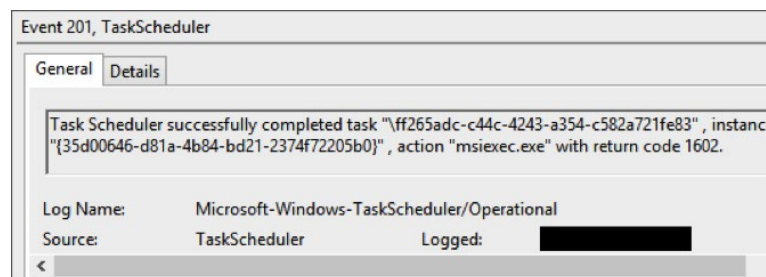 Event 201, TaskScheduler
General Details
Task Scheduler successfully completed task "\ff265adc-c44c-4243-a354-c582a721fe83" , instanc
"{35d00646-d81a-4b84-bd21-2374f72205b0}" , action "msiexec.exe" with return code 1602.
Log Name: Microsoft-Windows-TaskScheduler/Operational
Source: TaskScheduler Logged: